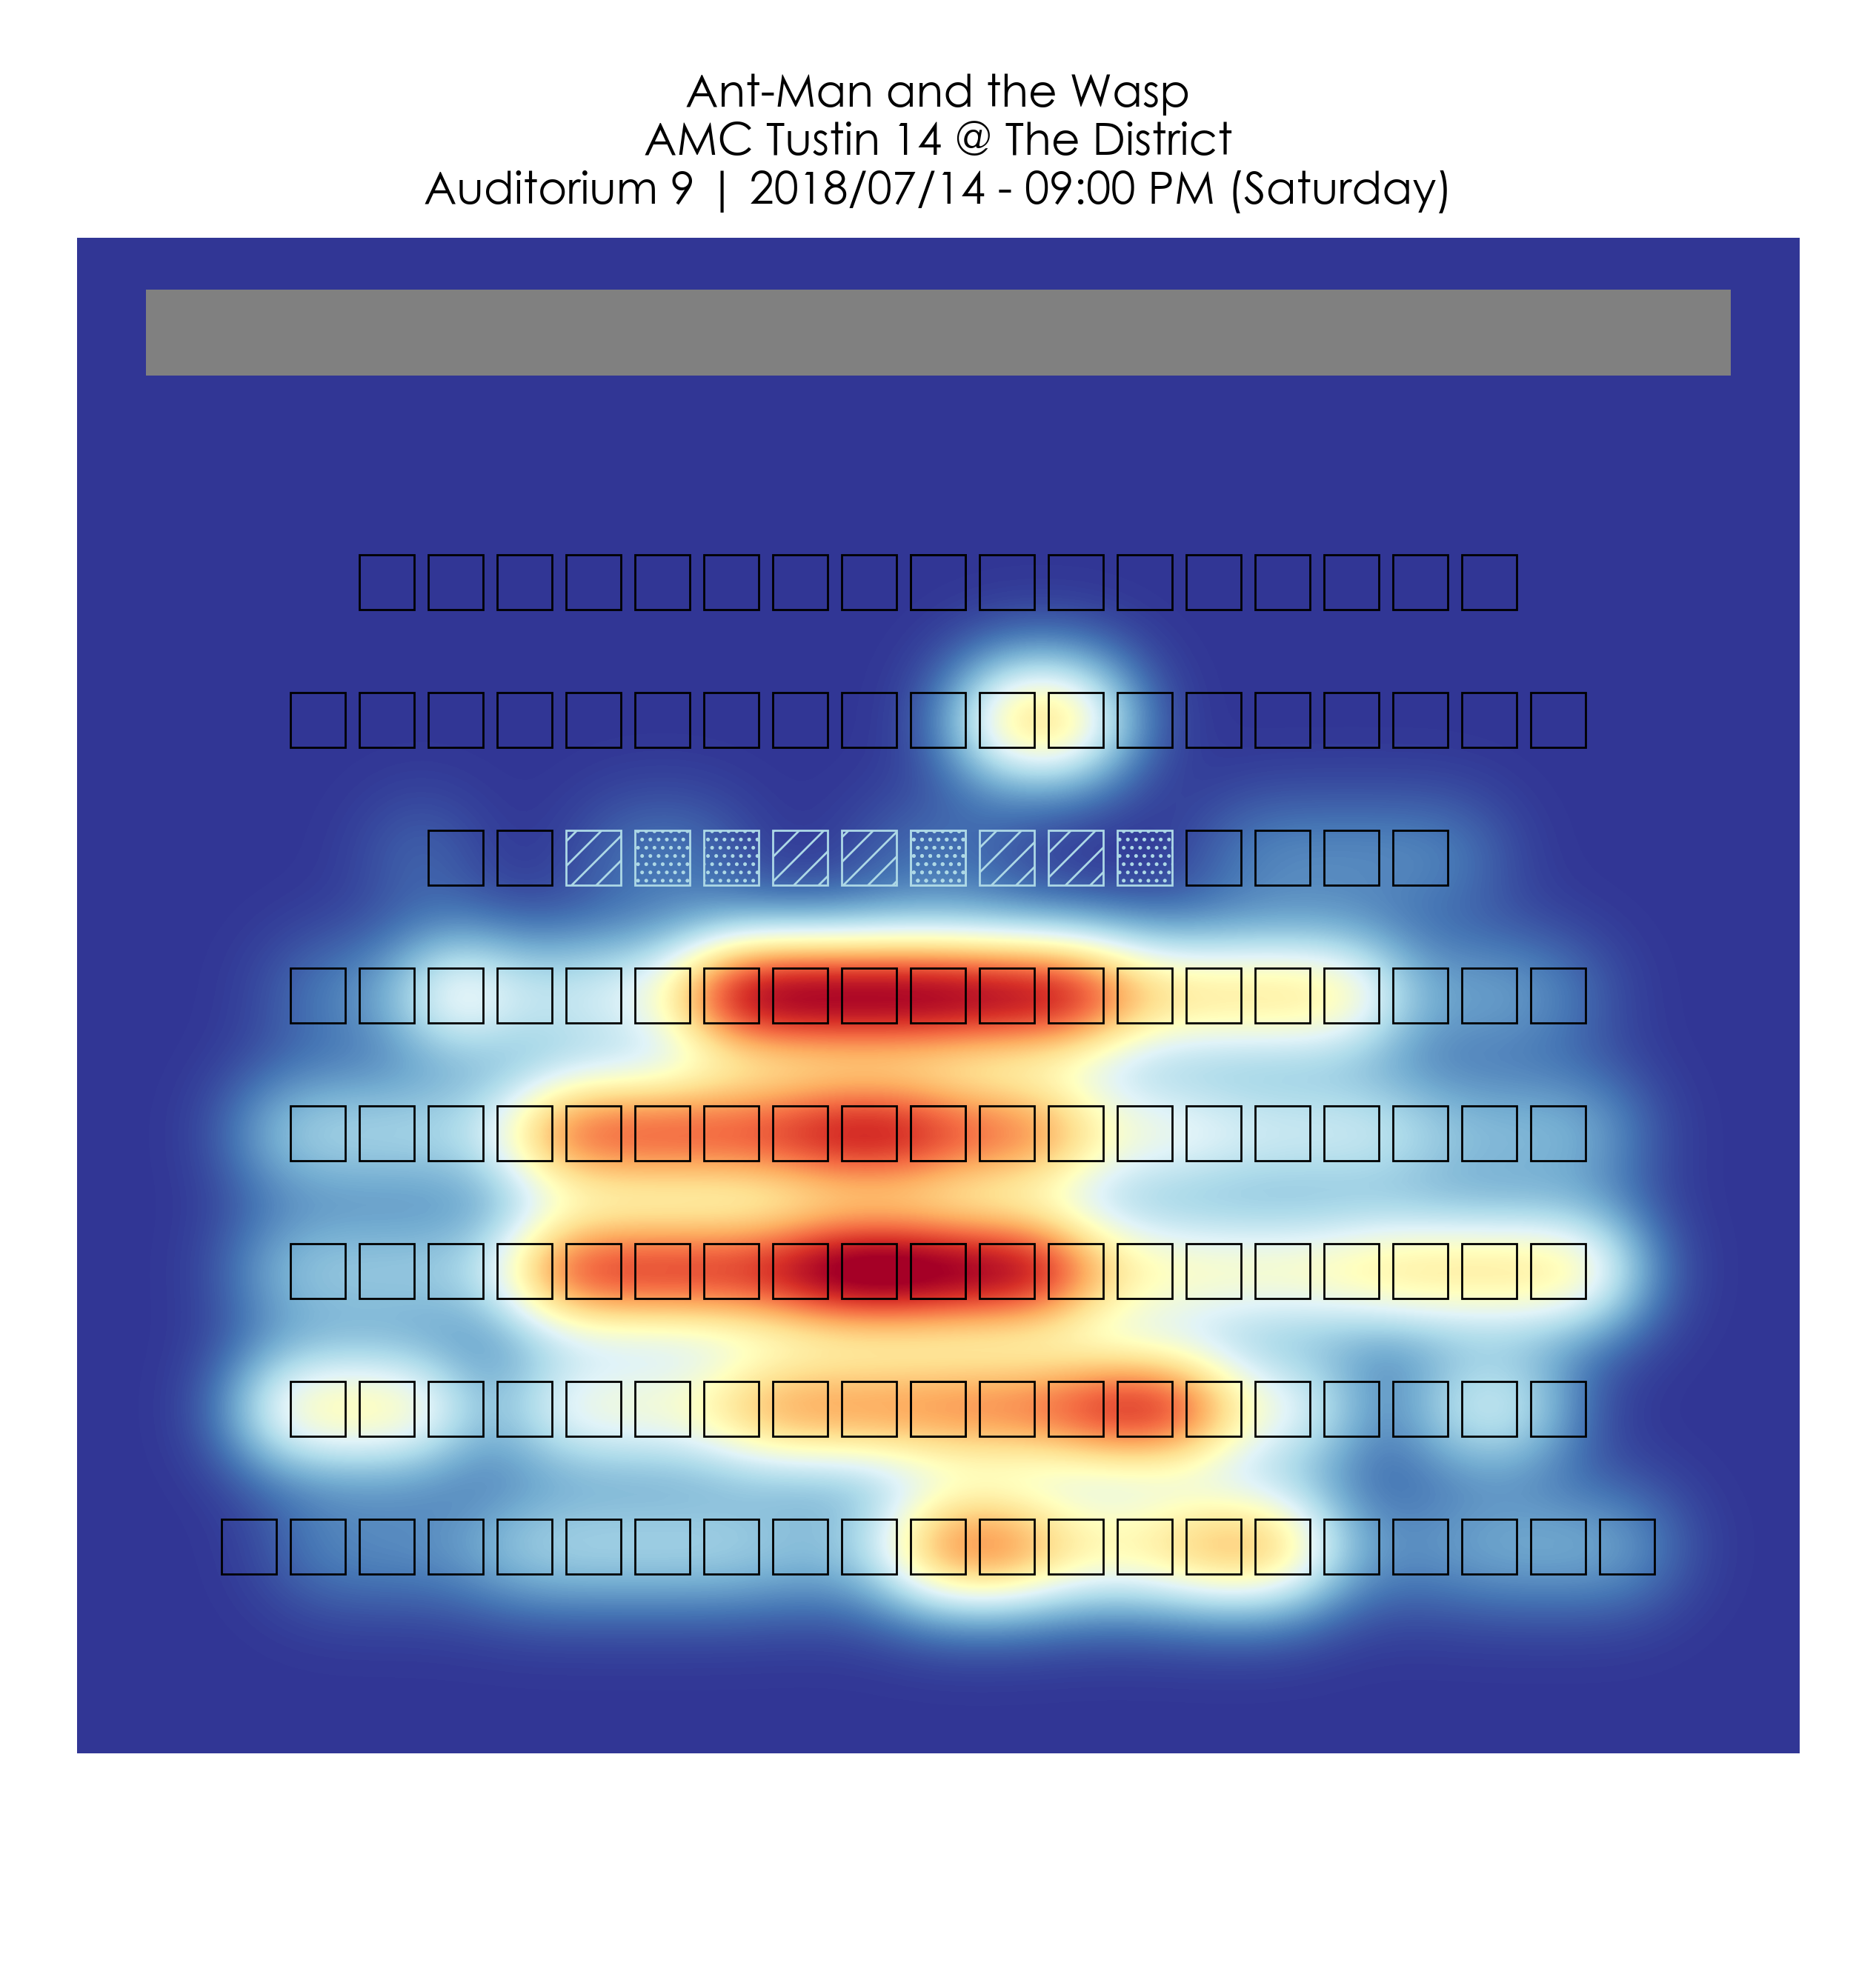 Ant-Man and the Wasp
AMC Tustin 14 @ The District
Auditorium 9 | 2018/07/14 - 09:00 PM (Saturday)